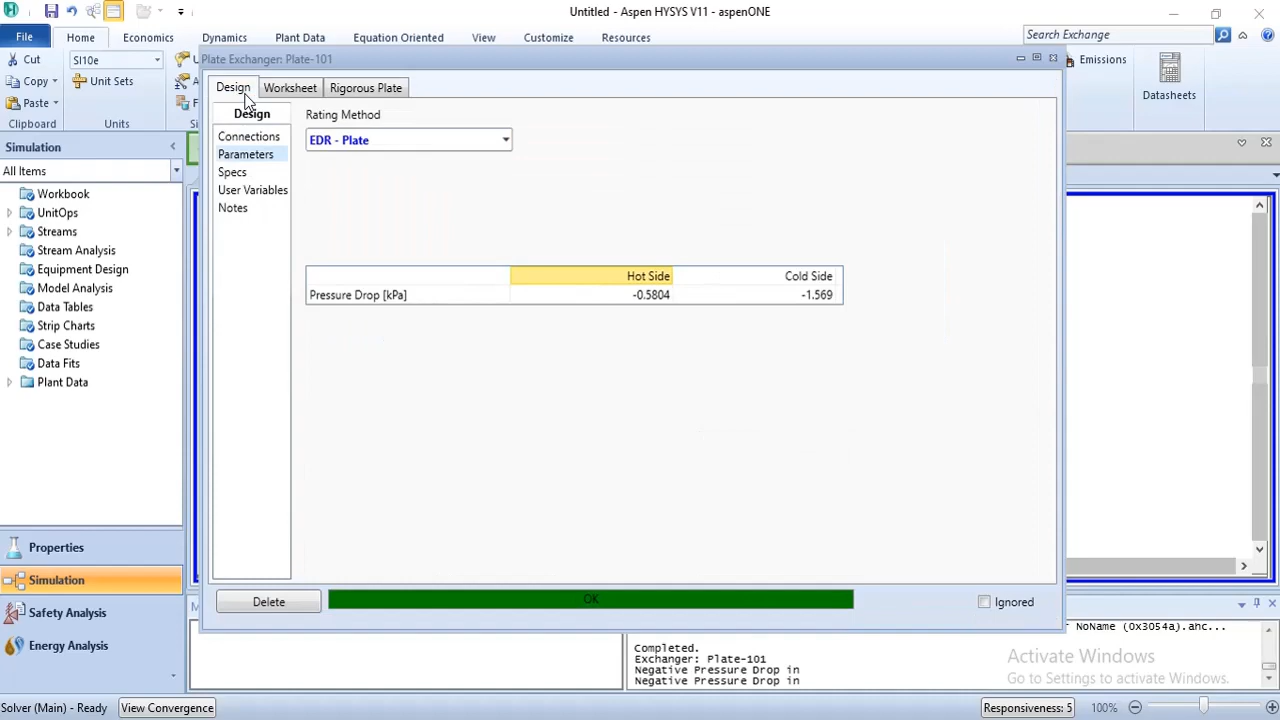 Untitled - Aspen HYSYS V11 - aspenONE
File
Home
Economics
Dynamics
Plant Data
Equation Oriented
View
Customize
Resources
Search Exchange
Cut
SI10e
Copy
Unit Sets
Paste
Clipboard
Units
Emissions
Datasheets
Plate Exchanger: Plate-101
Design
Worksheet
Rigorous Plate
Design
Connections
Parameters
Specs
User Variables
Notes
Rating Method
EDR - Plate
Hot Side Cold Side
Pressure Drop [kPa] -0.5804 -1.569
Delete
OK
Ignored
Simulation
All Items
Workbook
UnitOps
Streams
Stream Analysis
Equipment Design
Model Analysis
Data Tables
Strip Charts
Case Studies
Data Fits
Plant Data
Properties
Simulation
Safety Analysis
Energy Analysis
NoName (0x3054a).ahc...
Completed.
Exchanger: Plate-101
Negative Pressure Drop in
Negative Pressure Drop in
Activate Windows
Go to Settings to activate Windows.
Solver (Main) - Ready
View Convergence
Responsiveness: 5
100%